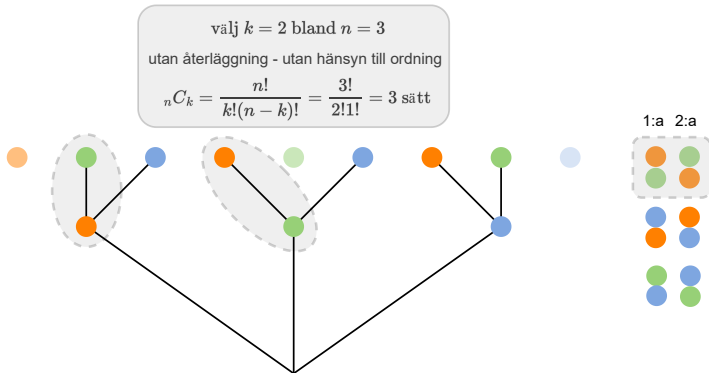 välj k = 2 bland n = 3
utan återläggning - utan hänsyn till ordning
nCk = n!/(k!(n − k)!) = 3!/(2!1!) = 3 sätt
1:a 2:a